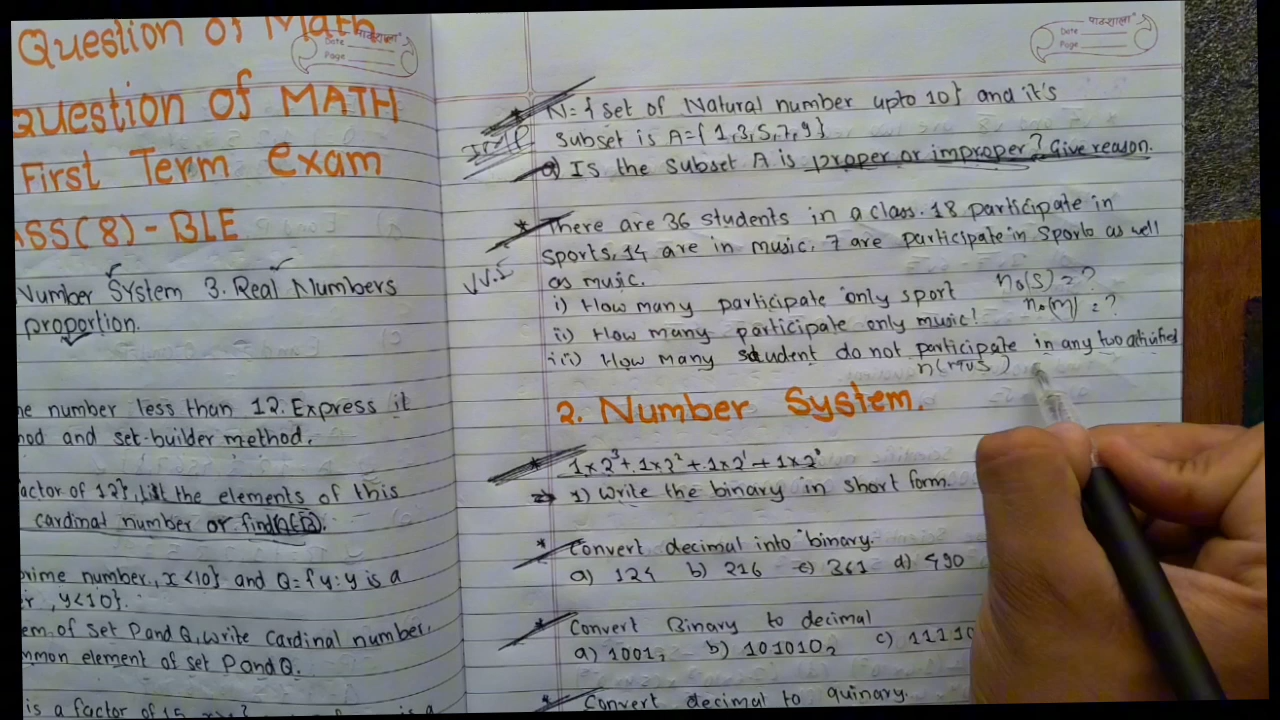 Question of Math
Question of MATH
First Term Exam
ASS(8) - BLE
Number System 3. Real Numbers
proportion.
he number less than 12. Express it
hod and set-builder method.
actor of 12}, list the elements of this
cardinal number or find
prime number, x<10} and Q={y:y is a
er, y<10}.
em of set P and Q, write Cardinal number.
mmon element of set P and Q.
is a factor of 15,
पाठशाला
Date
Page
पाठशाला
Date
Page
* N={ set of Natural number upto 10} and it's
IMP
Subset is A={1,3,5,7,9}
a) Is the subset A is proper or improper? Give reason.
* There are 36 students in a class. 18 participate in
sports, 14 are in music, 7 are participate in Sports as well
V.V.I
as music.
i) How many participate only sport n₀(S) = ?
ii) How many participate only music? n₀(M) = ?
iii) How many student do not participate in any two activities
n(MUS)
2. Number System.
* 1×2³+1×2²+1×2¹+1×2⁰
1) Write the binary in short form.
* Convert decimal into binary.
a) 124 b) 216 c) 361 d) 490
* Convert Binary to decimal
a) 1001₂ b) 101010₂ c) 1111
* Convert decimal to quinary.